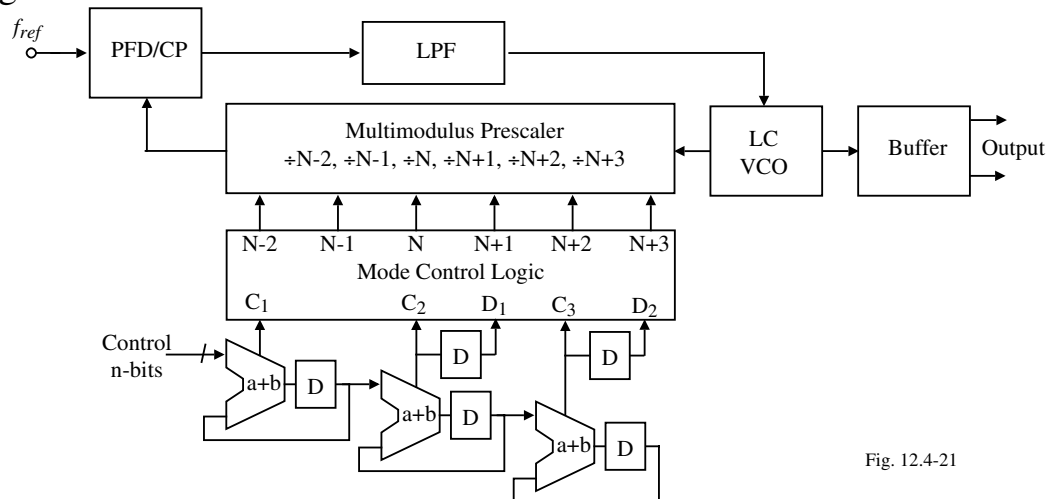 f_ref
PFD/CP
LPF
Multimodulus Prescaler
÷N-2, ÷N-1, ÷N, ÷N+1, ÷N+2, ÷N+3
LC
VCO
Buffer
Output
N-2 N-1 N N+1 N+2 N+3
Mode Control Logic
C1 C2 D1 C3 D2
Control
n-bits
D
D
a+b
D
a+b
D
a+b
D
Fig. 12.4-21